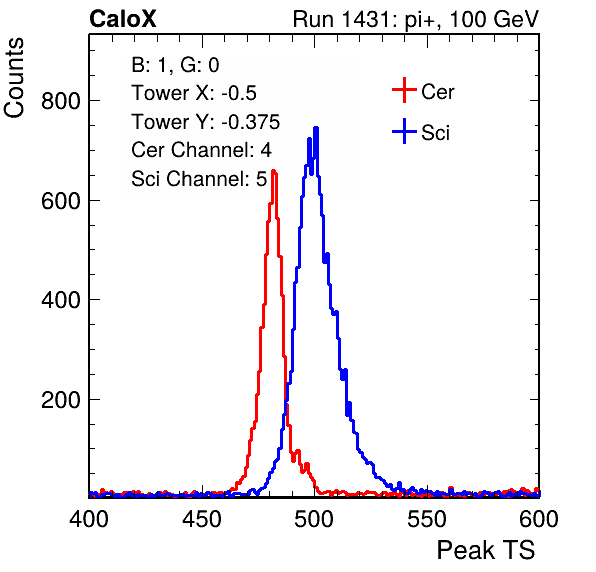 CaloX Run 1431: pi+, 100 GeV
B: 1, G: 0
Tower X: -0.5
Tower Y: -0.375
Cer Channel: 4
Sci Channel: 5
Cer
Sci
Counts
800
600
400
200
400 450 500 550 600
Peak TS